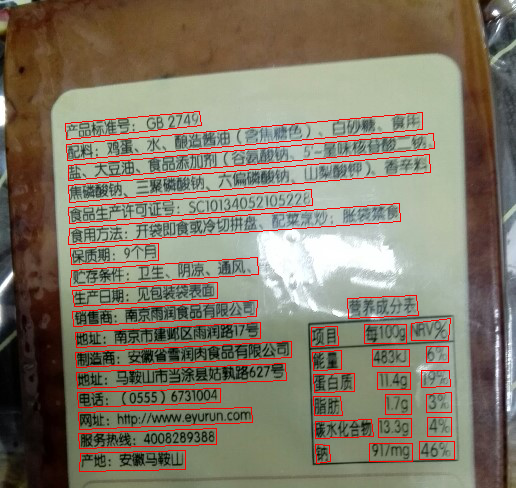 产品标准号：GB 2749
配料：鸡蛋、水、酿造酱油（含焦糖色）、白砂糖、食用
盐、大豆油、食品添加剂（谷氨酸钠、5'-呈味核苷酸二钠、
焦磷酸钠、三聚磷酸钠、六偏磷酸钠、山梨酸钾）、香辛料
食品生产许可证号：SC10134052105228
食用方法：开袋即食或冷切拼盘、配菜烹炒；胀袋禁食
保质期：9个月
贮存条件：卫生、阴凉、通风、
生产日期：见包装袋表面
销售商：南京雨润食品有限公司
地址：南京市建邺区雨润路17号
制造商：安徽省雪润肉食品有限公司
地址：马鞍山市当涂县姑孰路627号
电话：（0555）6731004
网址：http://www.eyurun.com
服务热线：4008289388
产地：安徽马鞍山
营养成分表
项目 每100g NRV%
能量 483kJ 6%
蛋白质 11.4g 19%
脂肪 1.7g 3%
碳水化合物 13.3g 4%
钠 917mg 46%